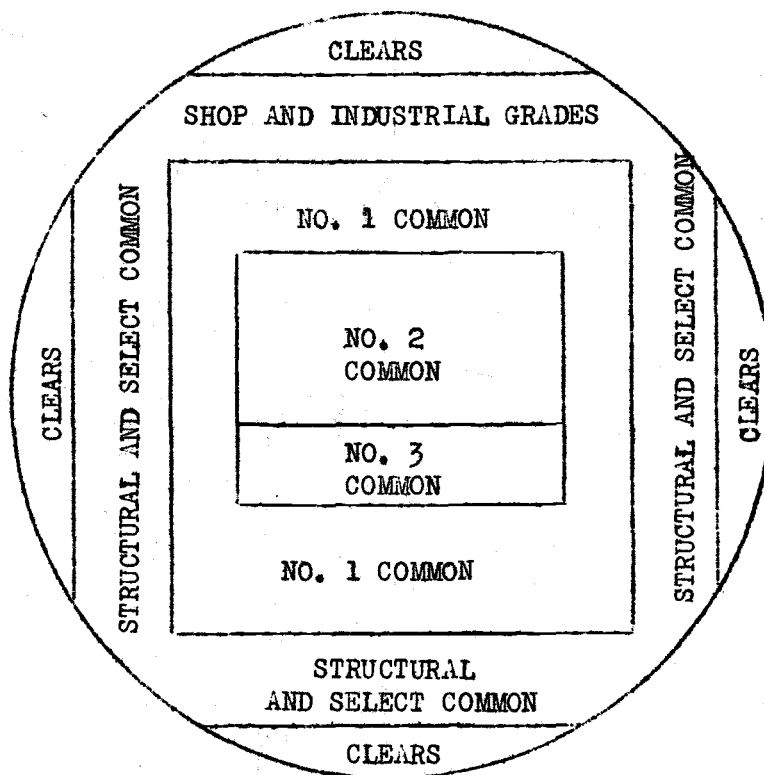 CLEARS
SHOP AND INDUSTRIAL GRADES
STRUCTURAL AND SELECT COMMON
NO. 1 COMMON
STRUCTURAL AND SELECT COMMON
CLEARS
NO. 2
COMMON
CLEARS
NO. 3
COMMON
NO. 1 COMMON
STRUCTURAL
AND SELECT COMMON
CLEARS